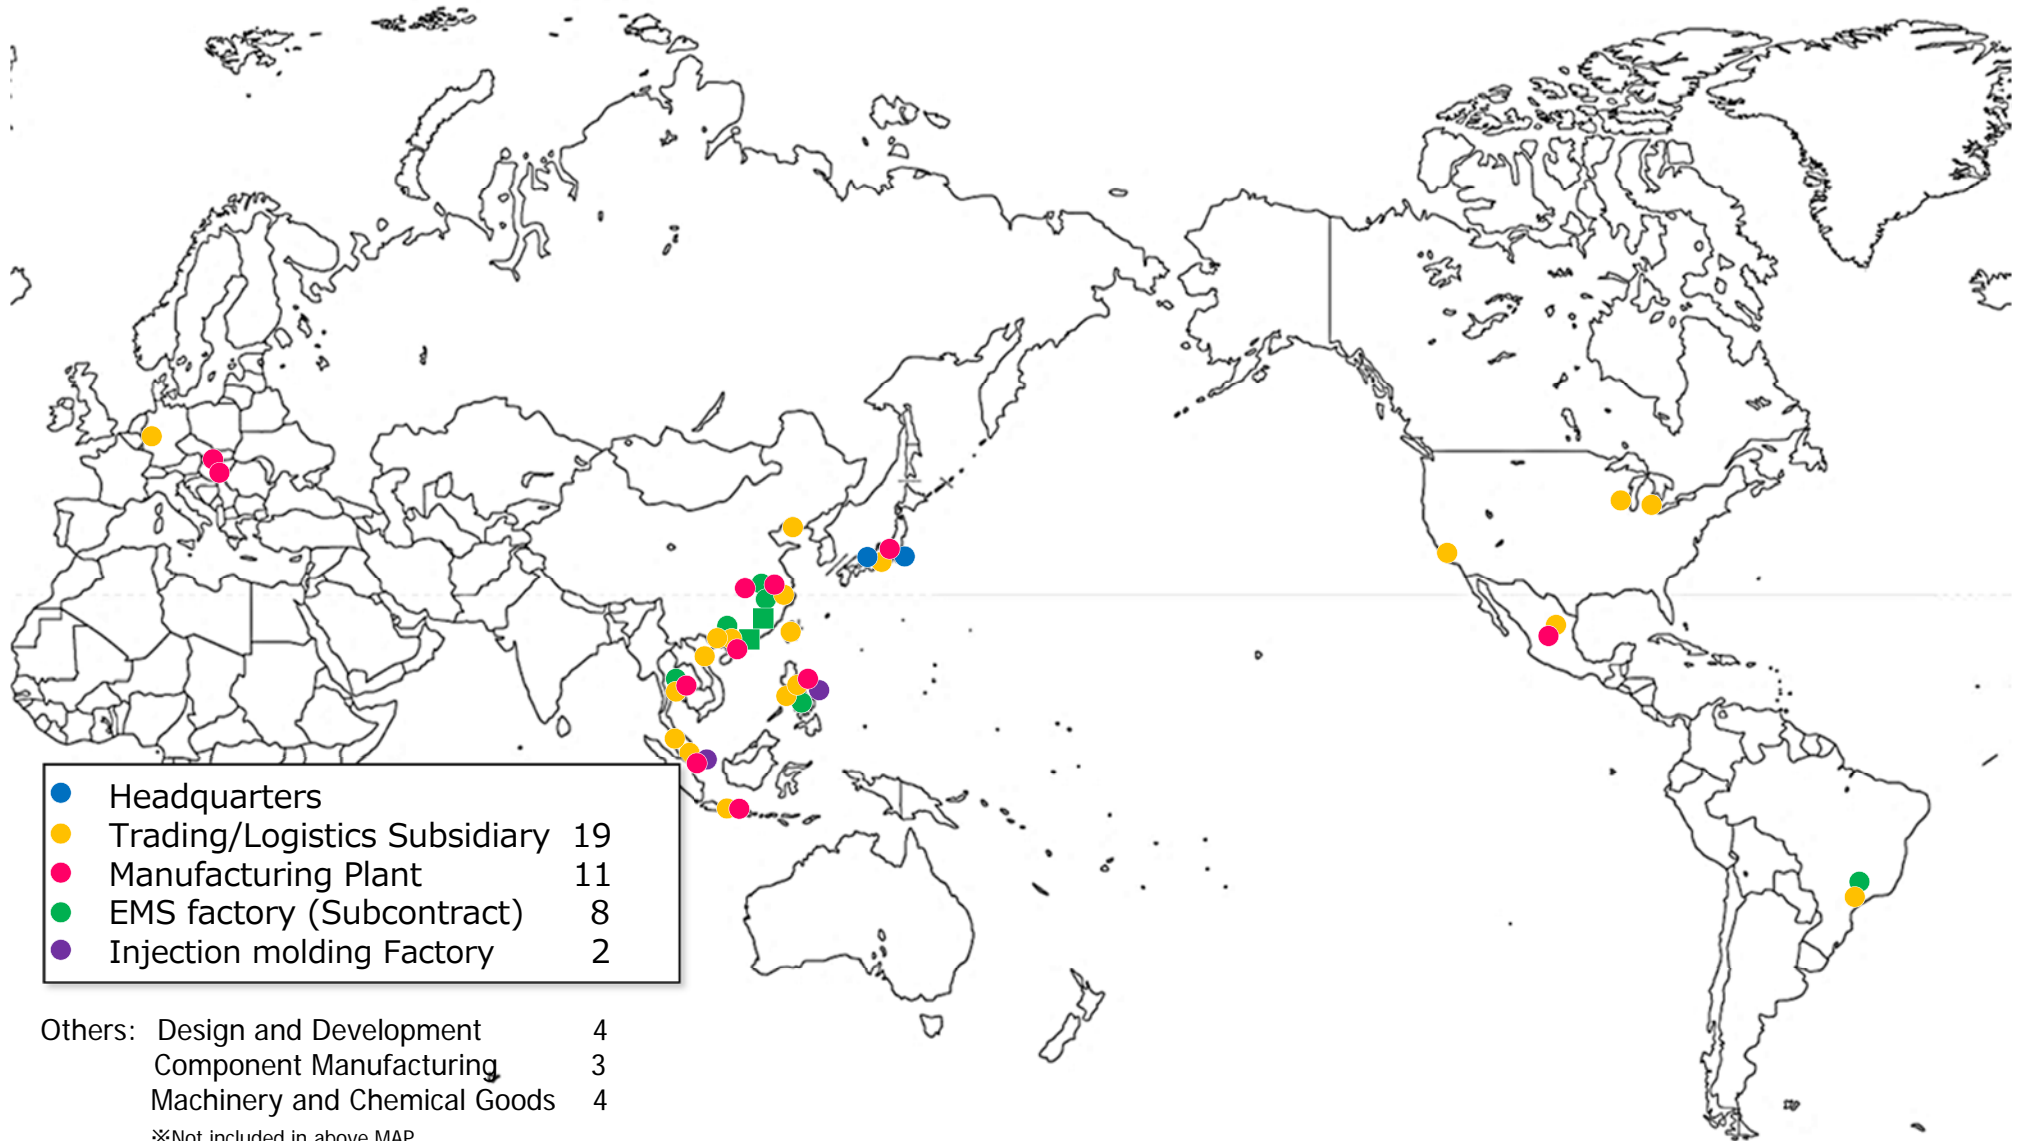 Headquarters
Trading/Logistics Subsidiary 19
Manufacturing Plant 11
EMS factory (Subcontract) 8
Injection molding Factory 2
Others: Design and Development 4
Component Manufacturing 3
Machinery and Chemical Goods 4
※Not included in above MAP